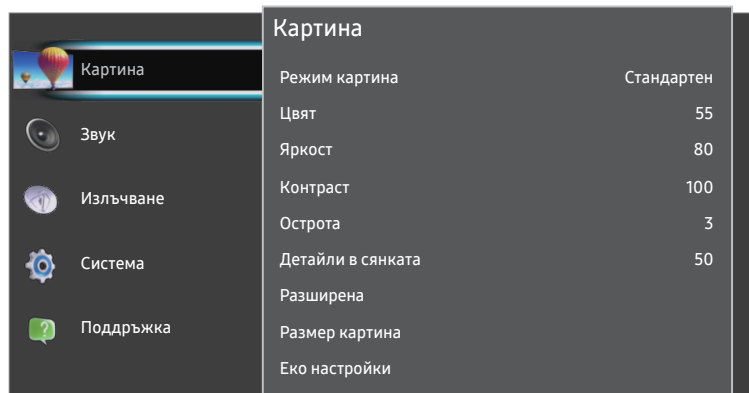 Картина
Звук
Излъчване
Система
Поддръжка
Картина
Режим картина Стандартен
Цвят 55
Яркост 80
Контраст 100
Острота 3
Детайли в сянката 50
Разширена
Размер картина
Еко настройки